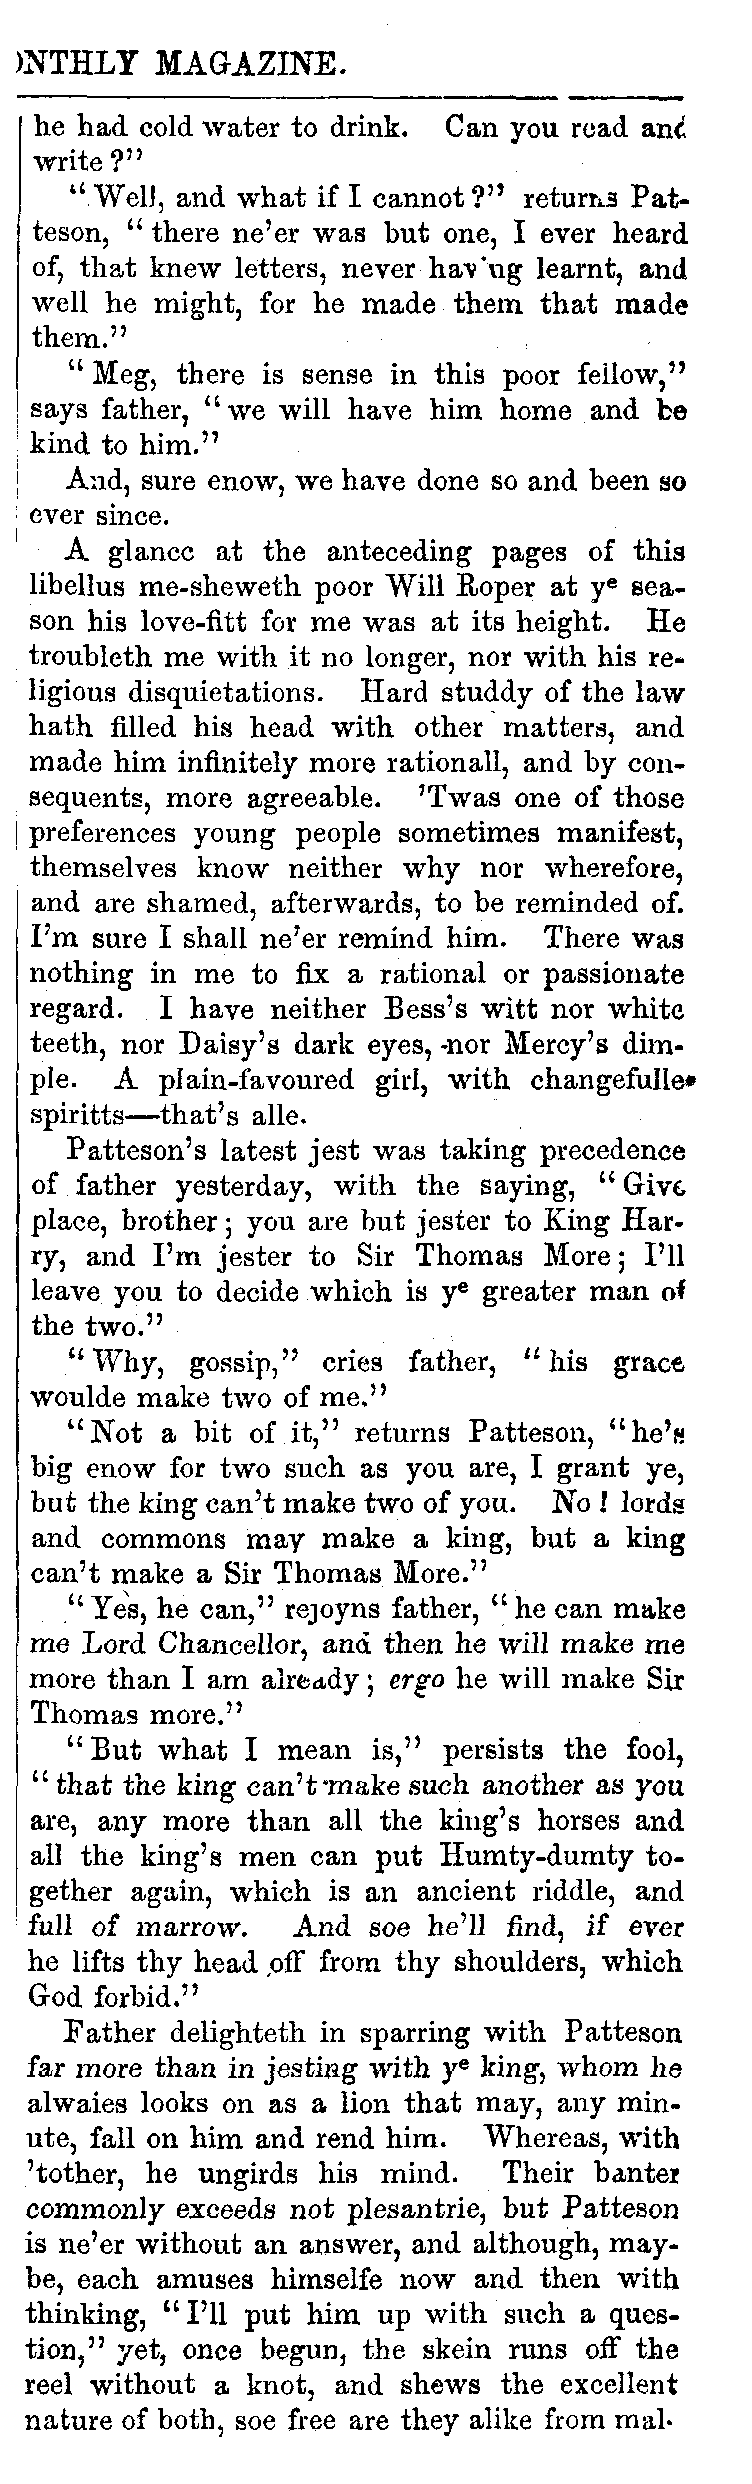 ONTHLY MAGAZINE.
he had cold water to drink. Can you read and
write?"
"Well, and what if I cannot?" returns Pat-
teson, "there ne'er was but one, I ever heard
of, that knew letters, never hav'ng learnt, and
well he might, for he made them that made
them."
"Meg, there is sense in this poor fellow,"
says father, "we will have him home and be
kind to him."
And, sure enow, we have done so and been so
ever since.
A glance at the anteceding pages of this
libellus me-sheweth poor Will Roper at yᵉ sea-
son his love-fitt for me was at its height. He
troubleth me with it no longer, nor with his re-
ligious disquietations. Hard studdy of the law
hath filled his head with other matters, and
made him infinitely more rationall, and by con-
sequents, more agreeable. 'Twas one of those
preferences young people sometimes manifest,
themselves know neither why nor wherefore,
and are shamed, afterwards, to be reminded of.
I'm sure I shall ne'er remind him. There was
nothing in me to fix a rational or passionate
regard. I have neither Bess's witt nor white
teeth, nor Daisy's dark eyes, nor Mercy's dim-
ple. A plain-favoured girl, with changefulle
spiritts—that's alle.
Patteson's latest jest was taking precedence
of father yesterday, with the saying, "Give
place, brother; you are but jester to King Har-
ry, and I'm jester to Sir Thomas More; I'll
leave you to decide which is yᵉ greater man of
the two."
"Why, gossip," cries father, "his grace
woulde make two of me."
"Not a bit of it," returns Patteson, "he's
big enow for two such as you are, I grant ye,
but the king can't make two of you. No! lords
and commons may make a king, but a king
can't make a Sir Thomas More."
"Yes, he can," rejoyns father, "he can make
me Lord Chancellor, and then he will make me
more than I am already; ergo he will make Sir
Thomas more."
"But what I mean is," persists the fool,
"that the king can't make such another as you
are, any more than all the king's horses and
all the king's men can put Humty-dumty to-
gether again, which is an ancient riddle, and
full of marrow. And soe he'll find, if ever
he lifts thy head off from thy shoulders, which
God forbid."
Father delighteth in sparring with Patteson
far more than in jesting with yᵉ king, whom he
alwaies looks on as a lion that may, any min-
ute, fall on him and rend him. Whereas, with
'tother, he ungirds his mind. Their banter
commonly exceeds not plesantrie, but Patteson
is ne'er without an answer, and although, may-
be, each amuses himselfe now and then with
thinking, "I'll put him up with such a ques-
tion," yet, once begun, the skein runs off the
reel without a knot, and shews the excellent
nature of both, soe free are they alike from mal-